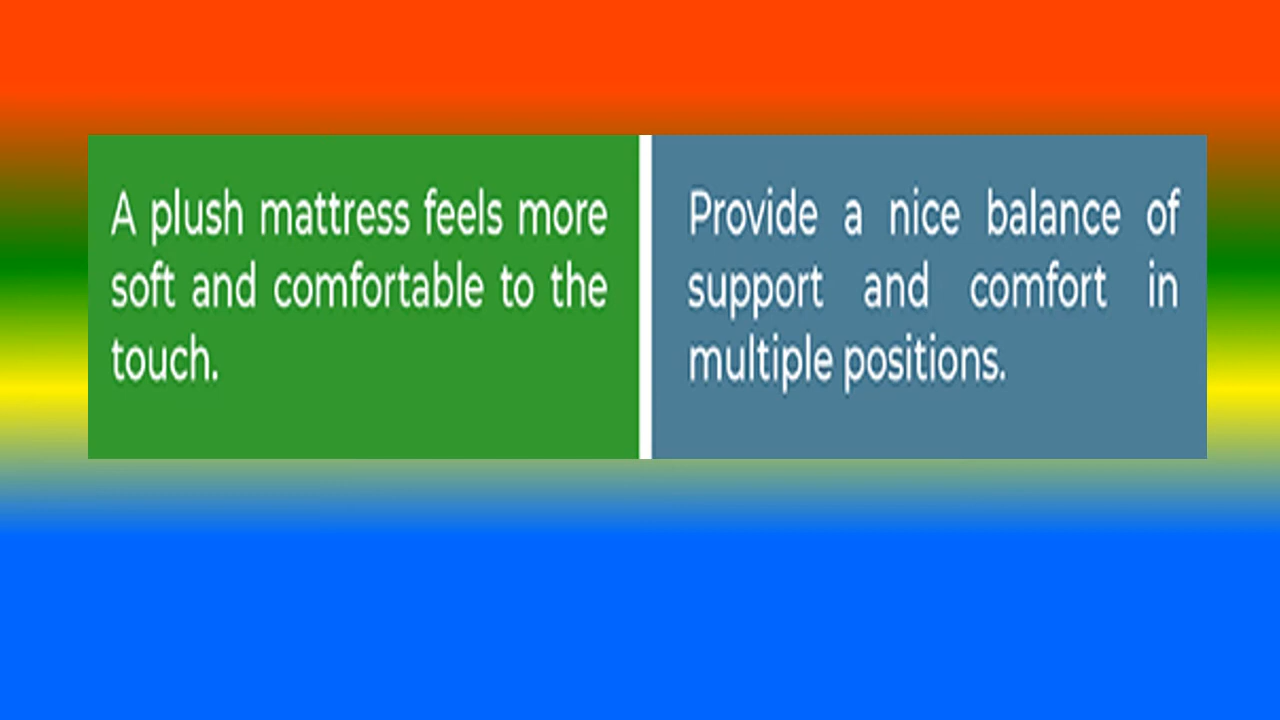 A plush mattress feels more
soft and comfortable to the
touch.
Provide a nice balance of
support and comfort in
multiple positions.